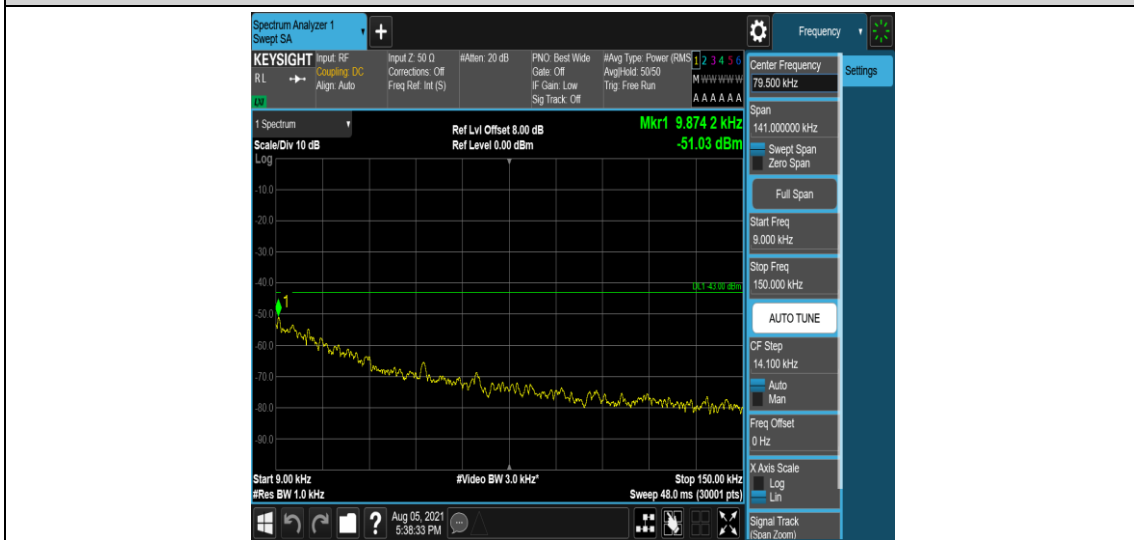 Spectrum Analyzer 1
Swept SA
+
Frequency
KEYSIGHT
RL
LXI
Input: RF
Coupling: DC
Align: Auto
Input Z: 50 Ω
Corrections: Off
Freq Ref: Int (S)
#Atten: 20 dB
PNO: Best Wide
Gate: Off
IF Gain: Low
Sig Track: Off
#Avg Type: Power (RMS
Avg|Hold: 50/50
Trig: Free Run
1 2 3 4 5 6
M W W W W W
A A A A A A
1 Spectrum
Scale/Div 10 dB
Ref Lvl Offset 8.00 dB
Ref Level 0.00 dBm
Mkr1 9.874 2 kHz
-51.03 dBm
Log
-10.0
-20.0
-30.0
-40.0
DL1 -43.00 dBm
1
-50.0
-60.0
-70.0
-80.0
-90.0
Start 9.00 kHz
#Res BW 1.0 kHz
#Video BW 3.0 kHz*
Stop 150.00 kHz
Sweep 48.0 ms (30001 pts)
?
Aug 05, 2021
5:38:33 PM
Center Frequency
79.500 kHz
Settings
Span
141.000000 kHz
Swept Span
Zero Span
Full Span
Start Freq
9.000 kHz
Stop Freq
150.000 kHz
AUTO TUNE
CF Step
14.100 kHz
Auto
Man
Freq Offset
0 Hz
X Axis Scale
Log
Lin
Signal Track
(Span Zoom)